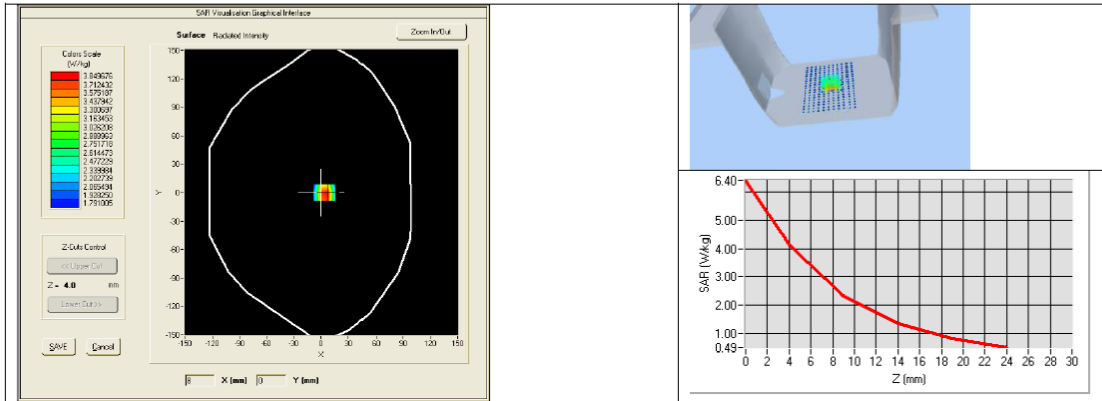 SAR Visualisation Graphical Interface
Surface Radiated Intensity
Zoom In/Out
Colors Scale
(W/kg)
3.849676
3.712432
3.575187
3.437942
3.300697
3.163453
3.026208
2.888963
2.751718
2.614473
2.477229
2.339984
2.202739
2.065494
1.928250
1.791005
Z-Cuts Control
<< Upper Cut
Z = 4.0 mm
Lower Cut >>
SAVE Cancel
150-
120-
90-
60-
30-
Y 0-
-30-
-60-
-90-
-120-
-150-
-150 -120 -90 -60 -30 0 30 60 90 120 150
X
8 X (mm) 0 Y (mm)
6.40
5.00
4.00
3.00
2.00
1.00
0.49
SAR (W/kg)
0 2 4 6 8 10 12 14 16 18 20 22 24 26 28 30
Z (mm)